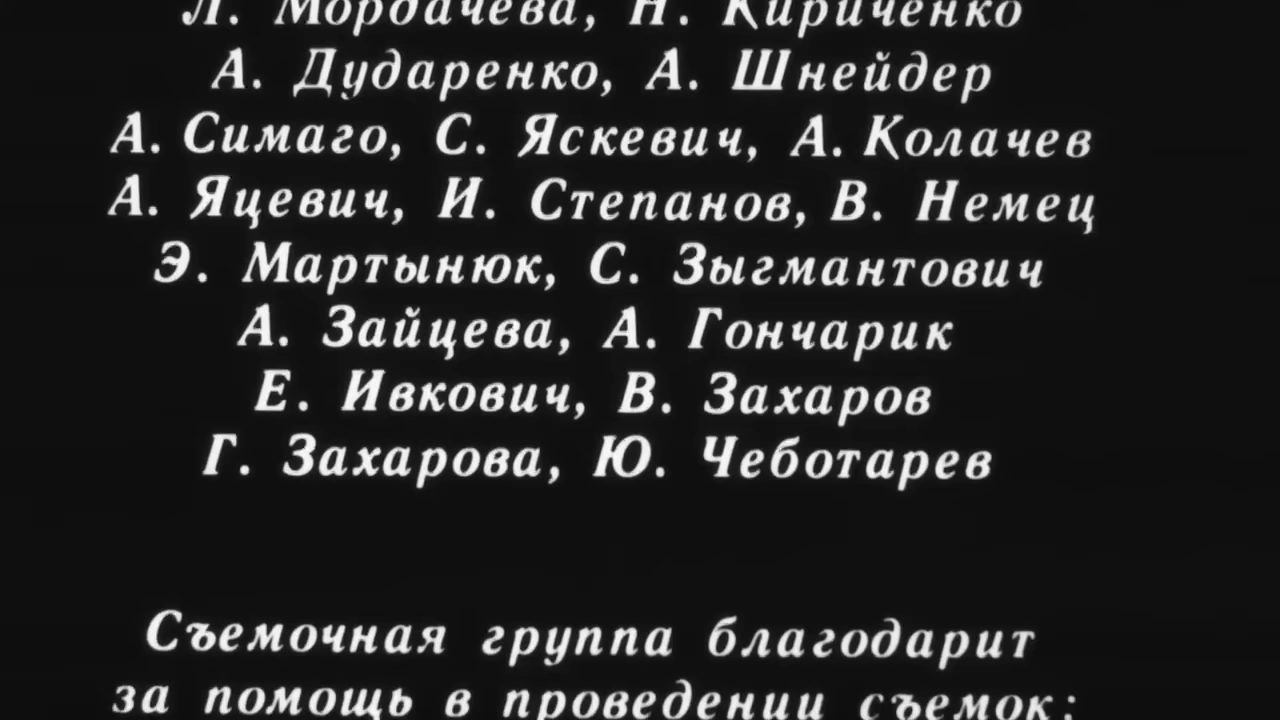 Л. Мордачева, Н. Кириченко
А. Дударенко, А. Шнейдер
А. Симаго, С. Яскевич, А. Колачев
А. Яцевич, И. Степанов, В. Немец
Э. Мартынюк, С. Зыгмантович
А. Зайцева, А. Гончарик
Е. Ивкович, В. Захаров
Г. Захарова, Ю. Чеботарев
Съемочная группа благодарит
за помощь в проведении съемок: